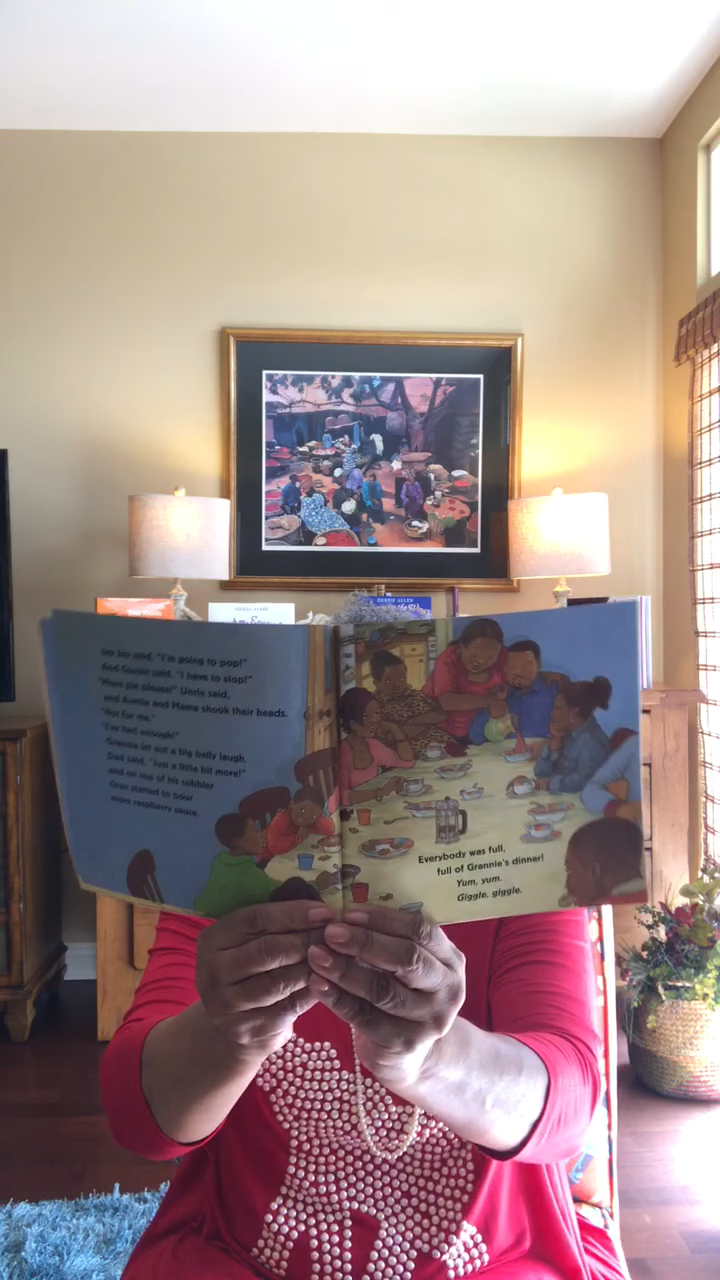 DEBBIE ALLEN
Jay Jay said, "I'm going to pop!"
And Cousin said, "I have to stop!"
"More pie please!" Uncle said,
and Auntie and Mama shook their heads.
"Not for me."
"I've had enough!"
Grannie let out a big belly laugh.
Dad said, "Just a little bit more!"
and on top of his cobbler
Gran started to pour
more raspberry sauce.
Everybody was full,
full of Grannie's dinner!
Yum, yum.
Giggle, giggle.